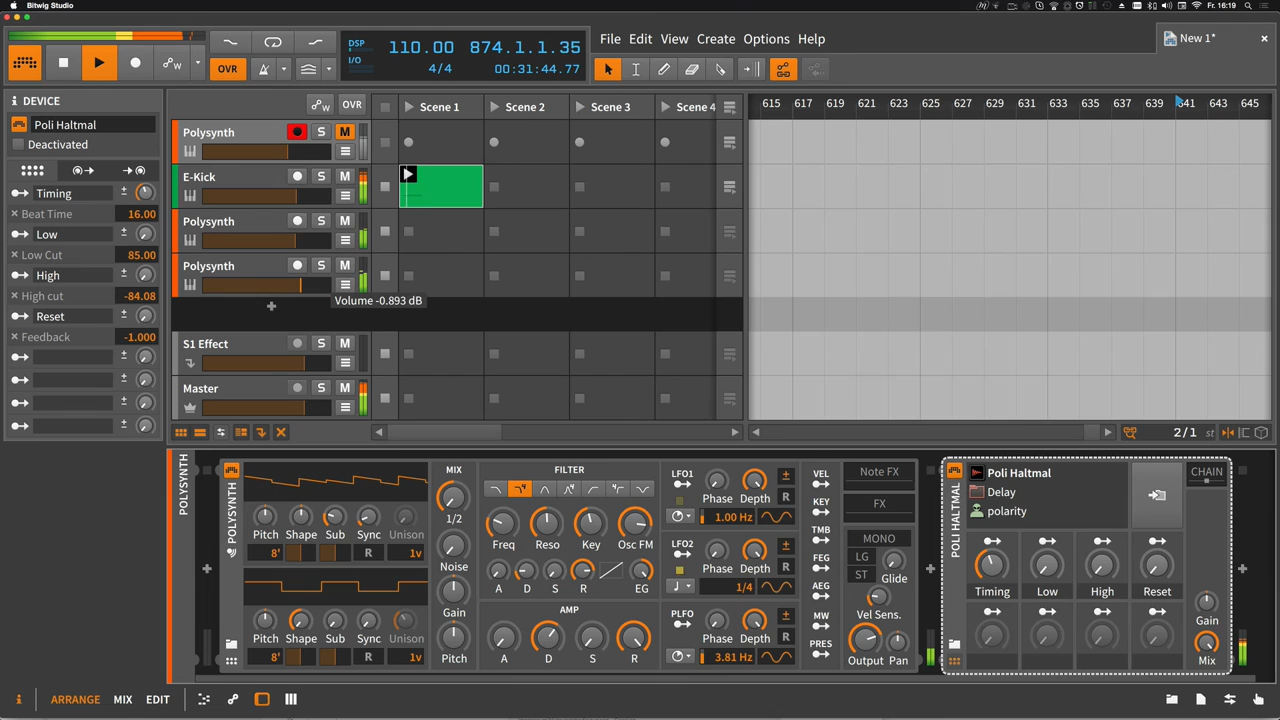 Bitwig Studio
Fr. 16:19
OVR
DSP
I/O
110.00
874.1.1.35
4/4
00:31:44.77
File Edit View Create Options Help
New 1*
DEVICE
Poli Haltmal
Deactivated
Timing
Beat Time 16.00
Low
Low Cut 85.00
High
High cut -84.08
Reset
Feedback -1.000
OVR
Scene 1
Scene 2
Scene 3
Scene 4
Polysynth S M
E-Kick S M
Polysynth S M
Polysynth S M
Volume -0.893 dB
S1 Effect S M
Master S M
615 617 619 621 623 625 627 629 631 633 635 637 639 641 643 645
2/1 st
POLYSYNTH
POLYSYNTH
Pitch Shape Sub Sync Unison
8' R 1v
Pitch Shape Sub Sync Unison
8' R 1v
MIX
1/2
Noise
Gain
Pitch
FILTER
Freq Reso Key Osc FM
A D S R EG
AMP
A D S R
LFO1
Phase Depth R
1.00 Hz
LFO2
Phase Depth R
1/4
PLFO
Phase Depth R
3.81 Hz
VEL
KEY
TMB
FEG
AEG
MW
PRES
Note FX
FX
MONO
LG
ST
Glide
Vel Sens.
Output Pan
POLI HALTMAL
Poli Haltmal
Delay
polarity
CHAIN
Timing Low High Reset
Gain
Mix
ARRANGE MIX EDIT